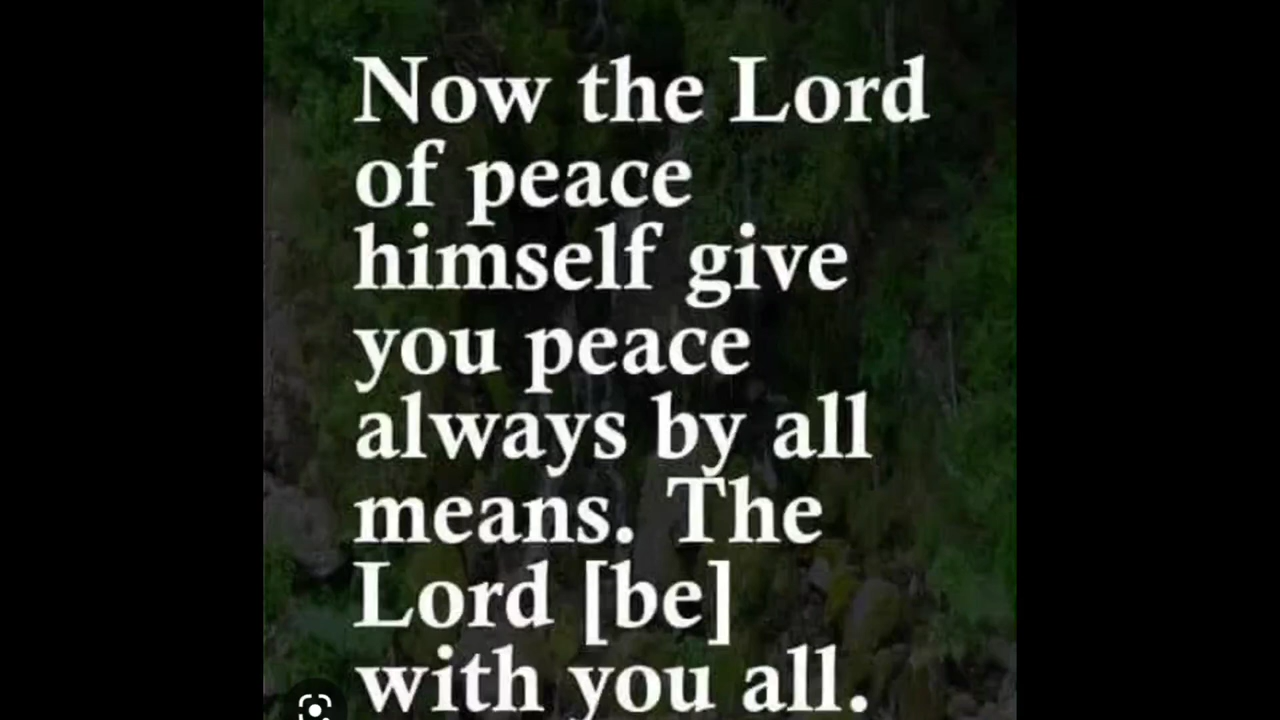 Now the Lord
of peace
himself give
you peace
always by all
means. The
Lord [be]
with you all.